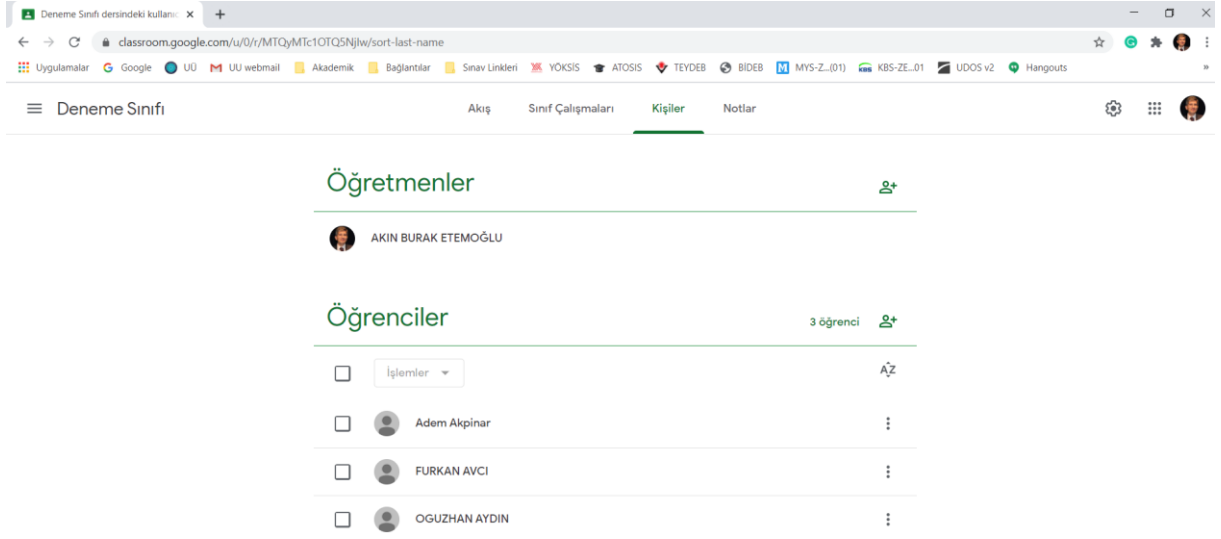 Deneme Sınıfı dersindeki kullanıc
classroom.google.com/u/0/r/MTQyMTc1OTQ5NjIw/sort-last-name
Uygulamalar Google UÜ UU webmail Akademik Bağlantılar Sınav Linkleri YÖKSİS ATOSIS TEYDEB BİDEB MYS-Z...(01) KBS-ZE...01 UDOS v2 Hangouts »
Deneme Sınıfı Akış Sınıf Çalışmaları Kişiler Notlar
Öğretmenler
AKIN BURAK ETEMOĞLU
Öğrenciler 3 öğrenci
İşlemler AZ
Adem Akpinar
FURKAN AVCI
OGUZHAN AYDIN